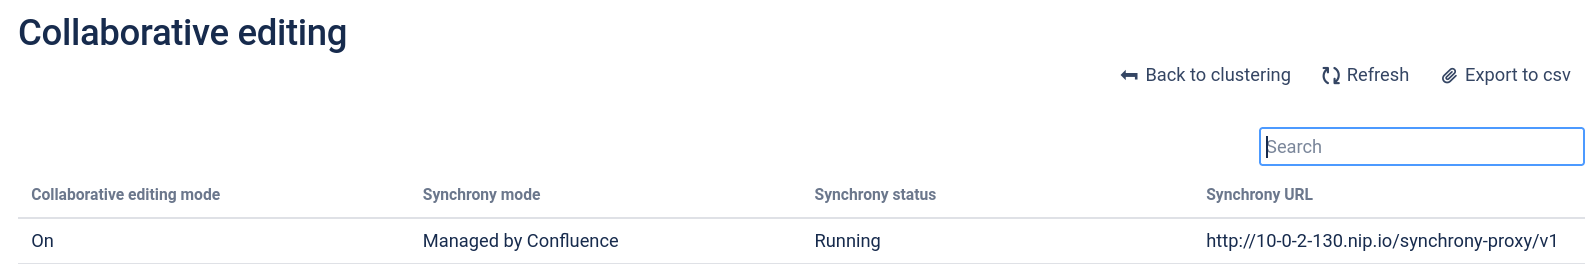 Collaborative editing
Back to clustering Refresh Export to csv
Search
Collaborative editing mode Synchrony mode Synchrony status Synchrony URL
On Managed by Confluence Running http://10-0-2-130.nip.io/synchrony-proxy/v1